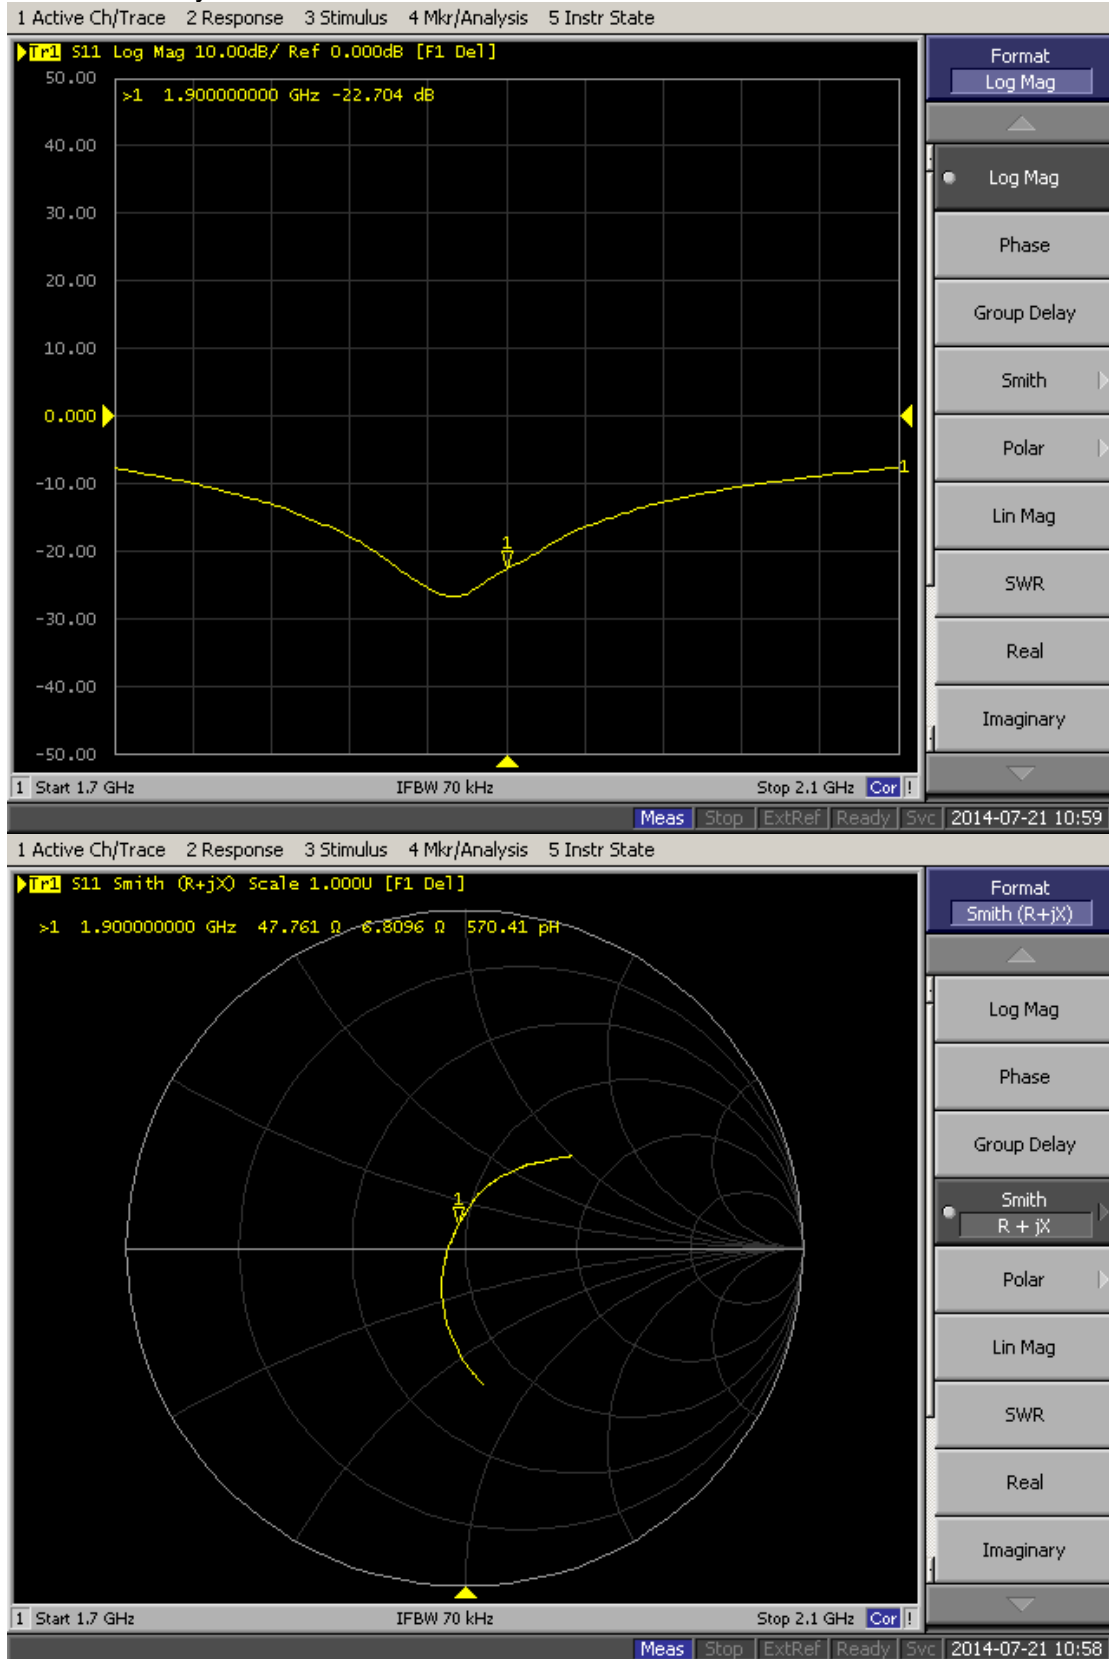 1 Active Ch/Trace 2 Response 3 Stimulus 4 Mkr/Analysis 5 Instr State
Tr1 S11 Log Mag 10.00dB/ Ref 0.000dB [F1 Del]
50.00
>1 1.900000000 GHz -22.704 dB
40.00
30.00
20.00
10.00
0.000
-10.00
-20.00
-30.00
-40.00
-50.00
1
1
1 Start 1.7 GHz IFBW 70 kHz Stop 2.1 GHz Cor !
Format
Log Mag
Log Mag
Phase
Group Delay
Smith
Polar
Lin Mag
SWR
Real
Imaginary
Meas Stop ExtRef Ready Svc 2014-07-21 10:59
1 Active Ch/Trace 2 Response 3 Stimulus 4 Mkr/Analysis 5 Instr State
Tr1 S11 Smith (R+jX) Scale 1.000U [F1 Del]
>1 1.900000000 GHz 47.761 Ω 6.8096 Ω 570.41 pH
1
1 Start 1.7 GHz IFBW 70 kHz Stop 2.1 GHz Cor !
Format
Smith (R+jX)
Log Mag
Phase
Group Delay
Smith
R + jX
Polar
Lin Mag
SWR
Real
Imaginary
Meas Stop ExtRef Ready Svc 2014-07-21 10:58